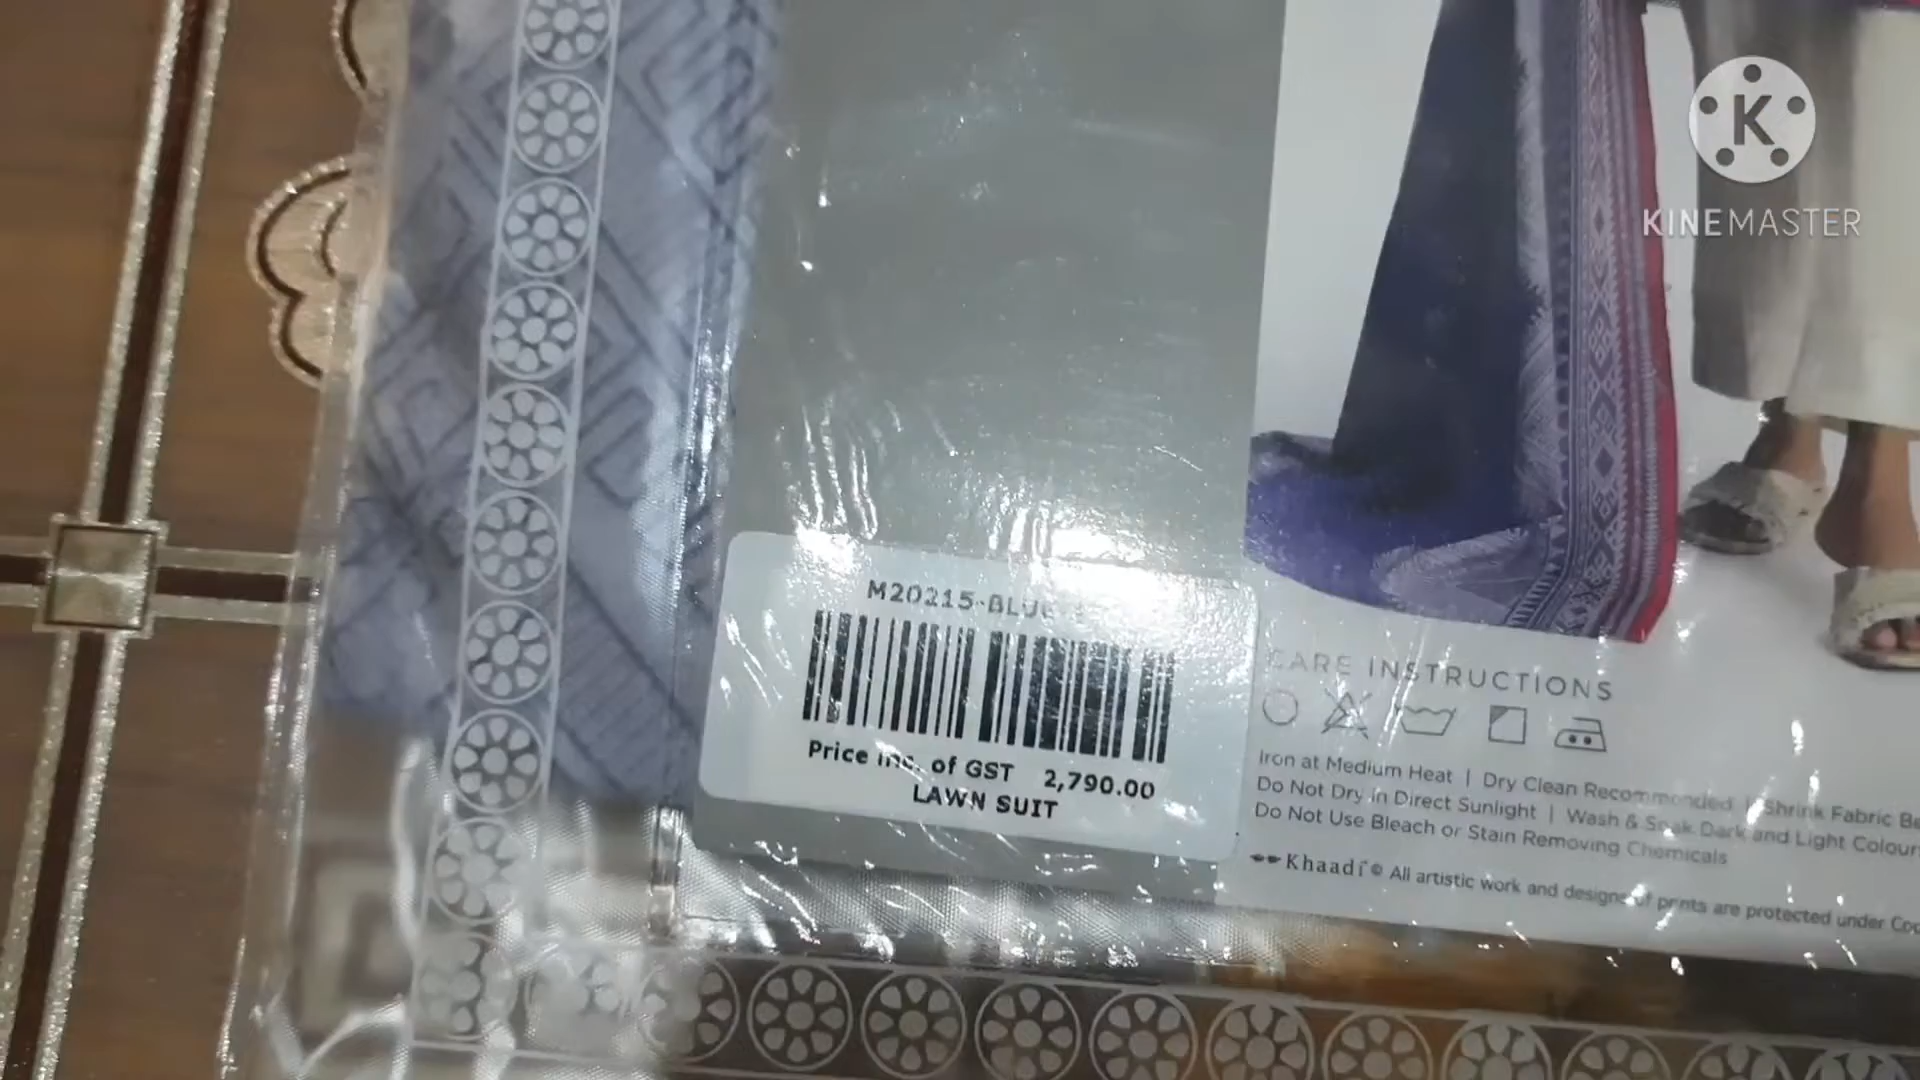 K
KINEMASTER
M20215-BLUE
Price inc. of GST 2,790.00
LAWN SUIT
CARE INSTRUCTIONS
Iron at Medium Heat | Dry Clean Recommended | Shrink Fabric Be
Do Not Dry in Direct Sunlight | Wash & Soak Dark and Light Colour
Do Not Use Bleach or Stain Removing Chemicals
Khaadi © All artistic work and designs of prints are protected under Cop